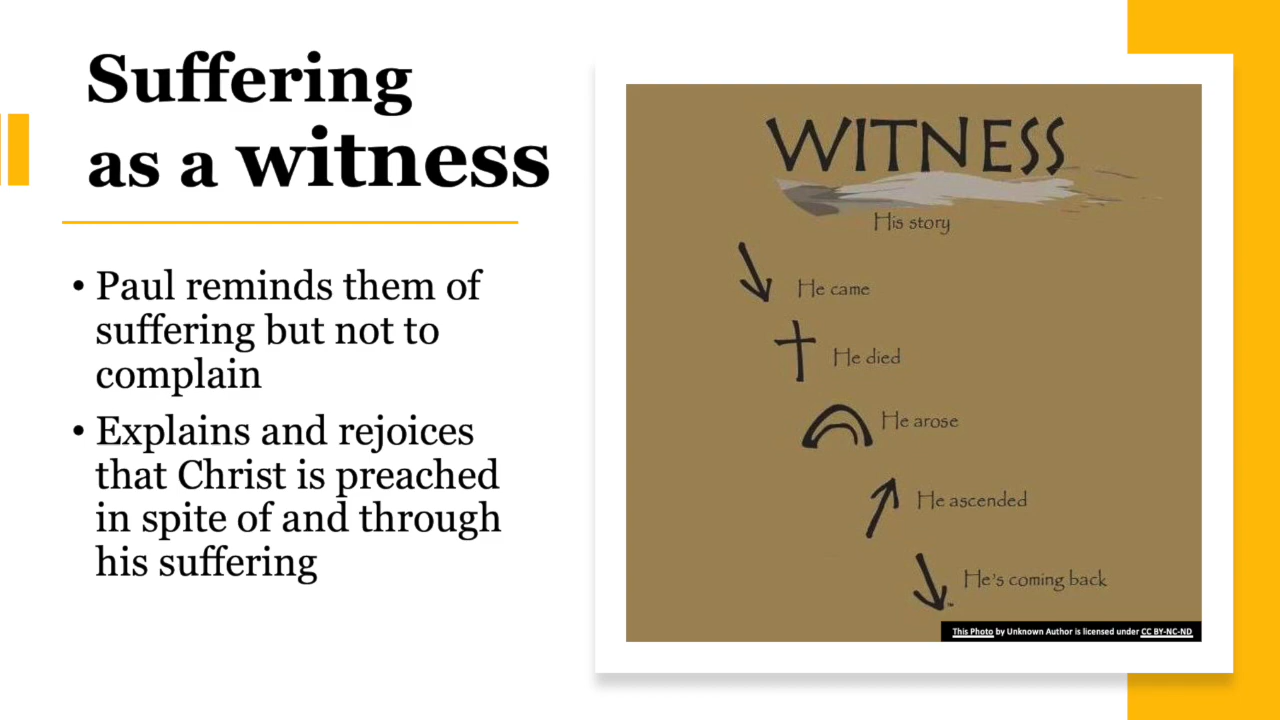 Suffering
as a witness
• Paul reminds them of
suffering but not to
complain
• Explains and rejoices
that Christ is preached
in spite of and through
his suffering
WITNESS
His story
He came
He died
He arose
He ascended
He's coming back
™
This Photo by Unknown Author is licensed under CC BY-NC-ND